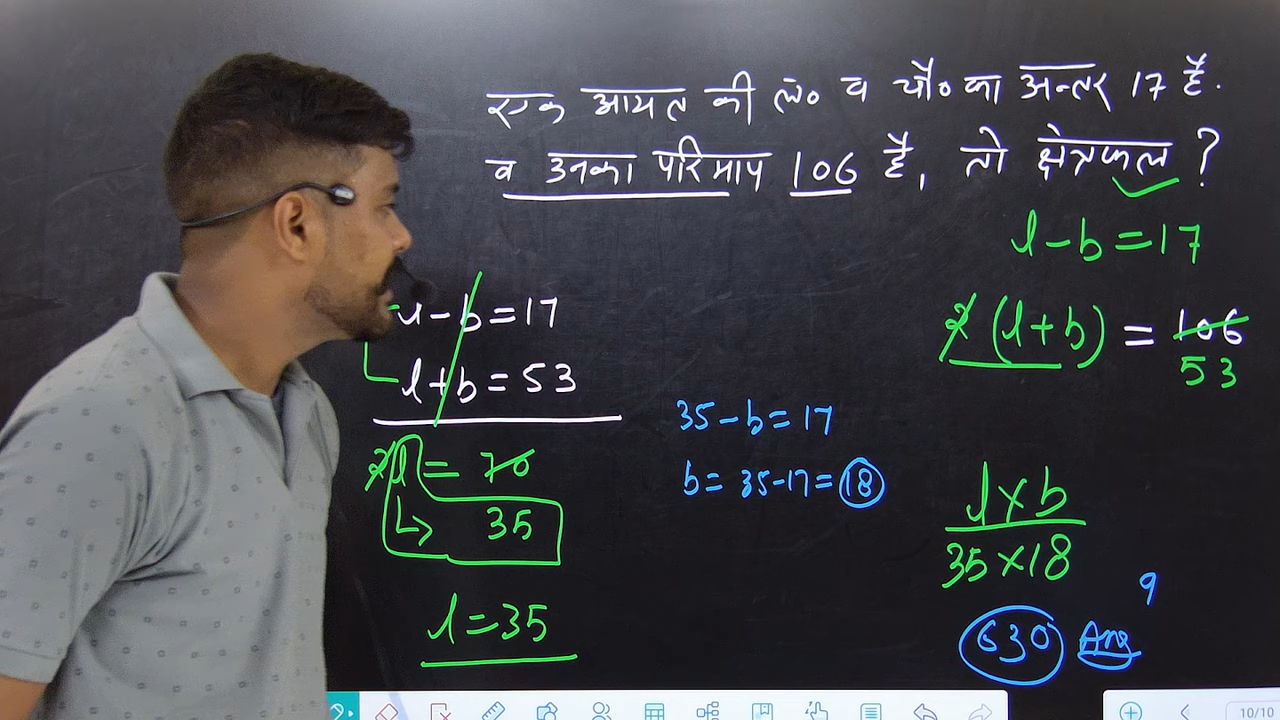 एक आयत की लं० व चौ० का अन्तर 17 है.
व उनका परिमाप 106 है, तो क्षेत्रफल ?
l-b=17
2(l+b) = 106
53
l-b=17
l+b=53
2l = 70
↳ 35
l=35
35-b=17
b= 35-17=18
l×b
35×18
9
630 Ans
10/10